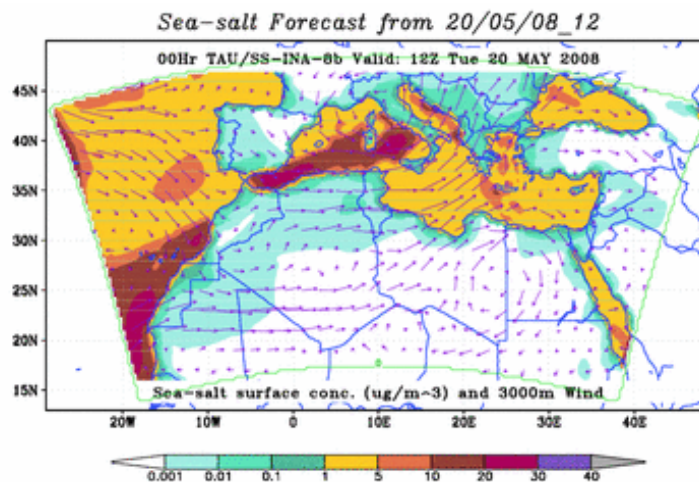 Sea-salt Forecast from 20/05/08_12
00Hr TAU/SS-INA-8b Valid: 12Z Tue 20 MAY 2008
45N
40N
35N
30N
25N
20N
15N
0
Sea-salt surface conc. (ug/m^3) and 3000m Wind
20W 10W 0 10E 20E 30E 40E
0.001 0.01 0.1 1 5 10 20 30 40